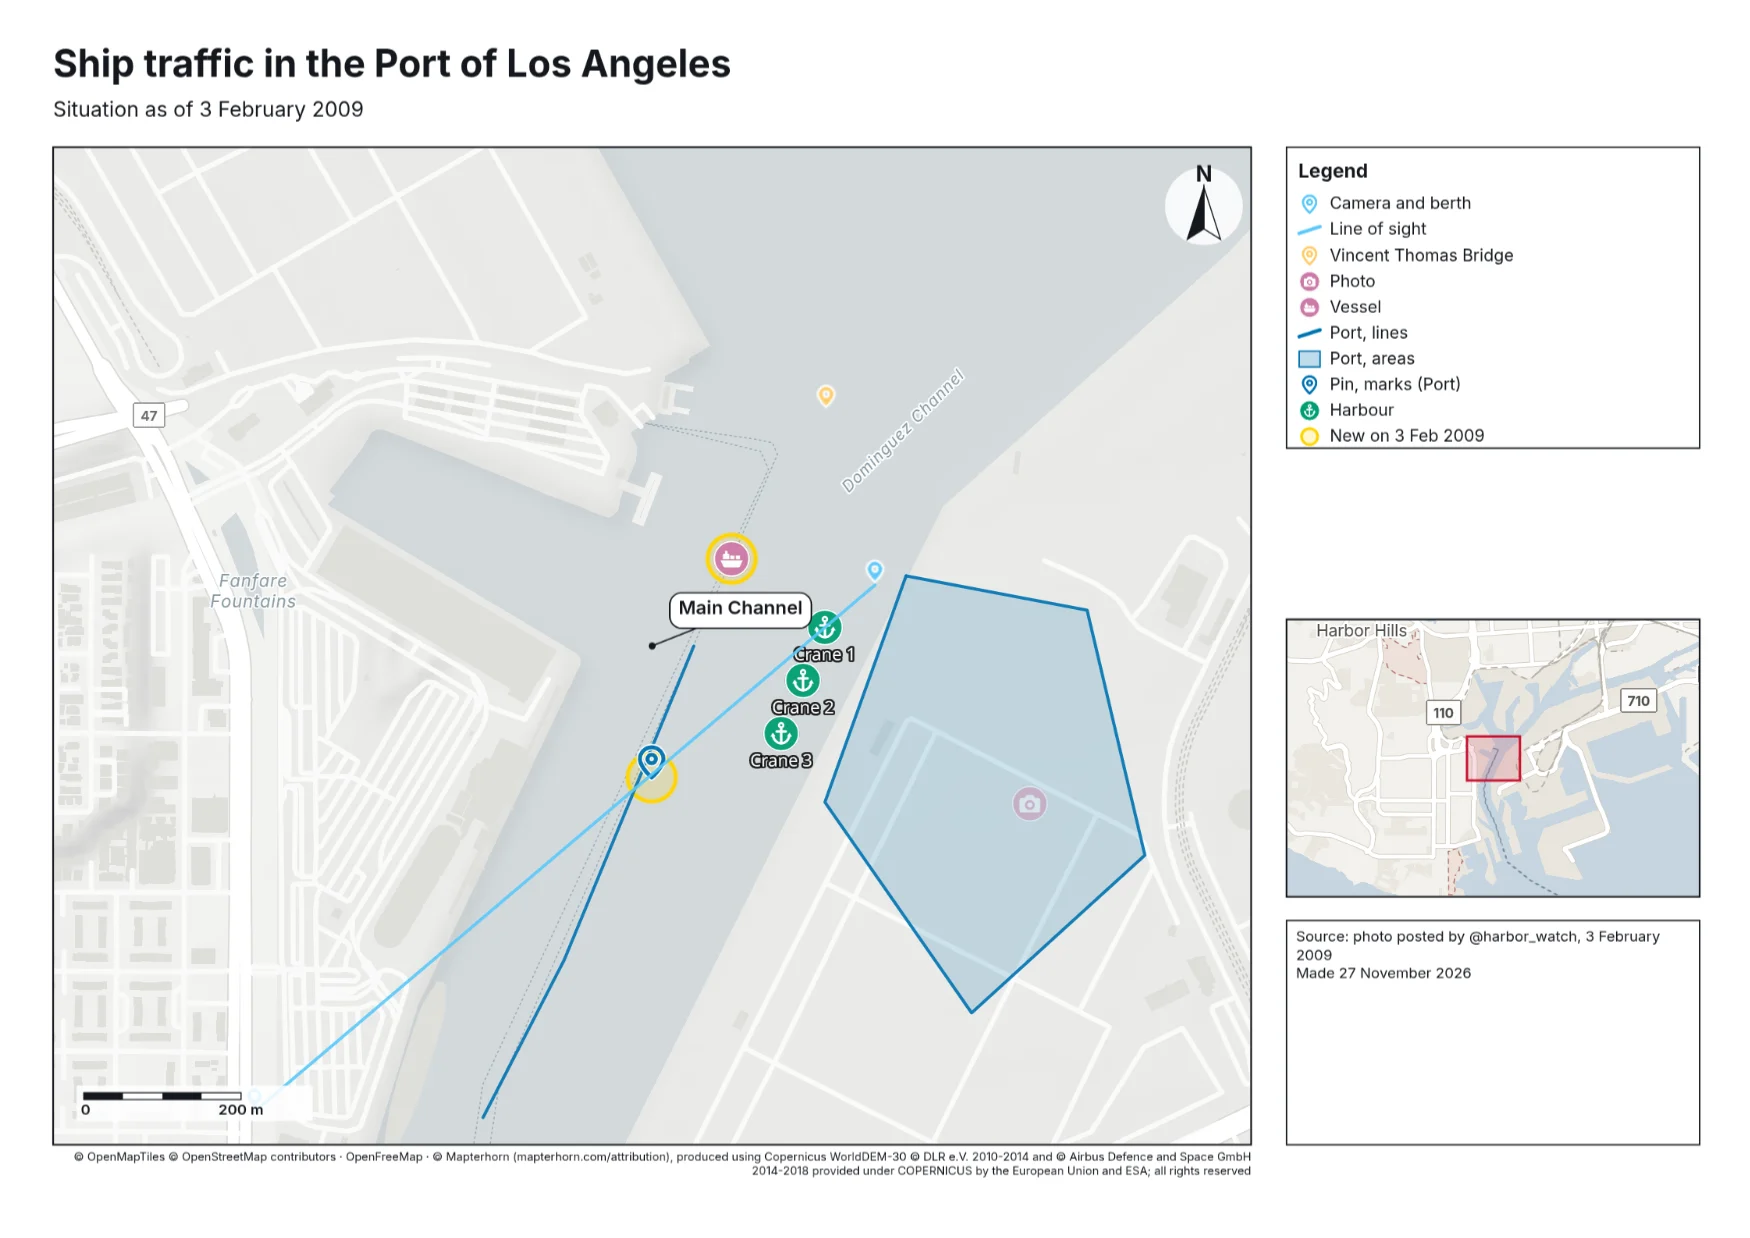 Ship traffic in the Port of Los Angeles
Situation as of 3 February 2009
N
47
Dominguez Channel
Fanfare
Fountains
Main Channel
Crane 1
Crane 2
Crane 3
0 200 m
© OpenMapTiles © OpenStreetMap contributors · OpenFreeMap · © Mapterhorn (mapterhorn.com/attribution), produced using Copernicus WorldDEM-30 © DLR e.V. 2010-2014 and © Airbus Defence and Space GmbH
2014-2018 provided under COPERNICUS by the European Union and ESA; all rights reserved
Legend
Camera and berth
Line of sight
Vincent Thomas Bridge
Photo
Vessel
Port, lines
Port, areas
Pin, marks (Port)
Harbour
New on 3 Feb 2009
Harbor Hills
110
710
Source: photo posted by @harbor_watch, 3 February
2009
Made 27 November 2026